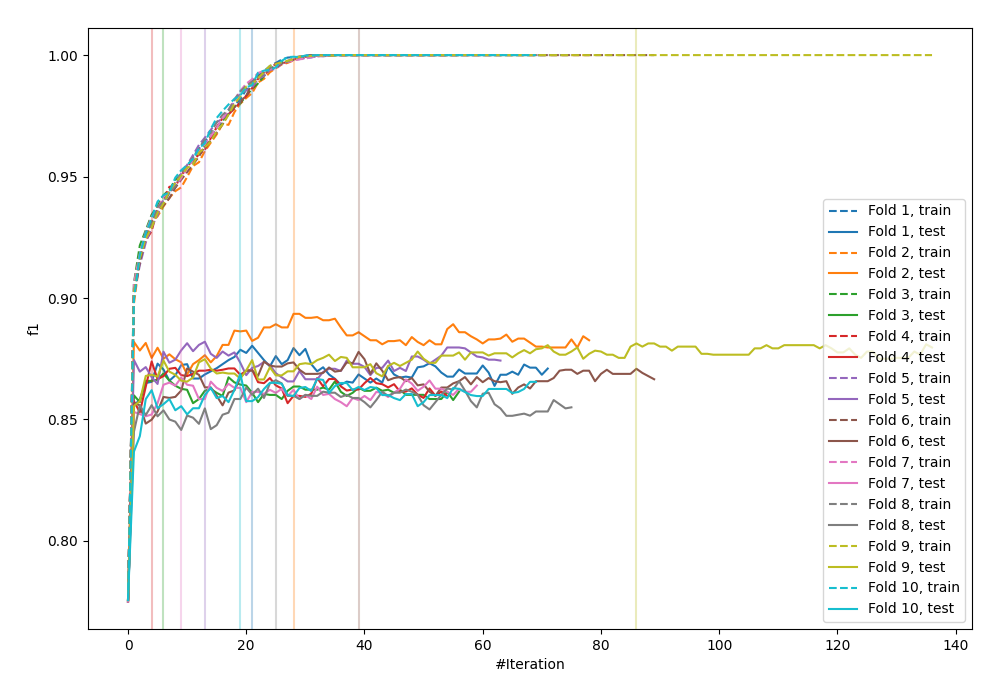 1.00
0.95
0.90
0.85
0.80
f1
0
20
40
60
80
100
120
140
#Iteration
Fold 1, train
Fold 1, test
Fold 2, train
Fold 2, test
Fold 3, train
Fold 3, test
Fold 4, train
Fold 4, test
Fold 5, train
Fold 5, test
Fold 6, train
Fold 6, test
Fold 7, train
Fold 7, test
Fold 8, train
Fold 8, test
Fold 9, train
Fold 9, test
Fold 10, train
Fold 10, test